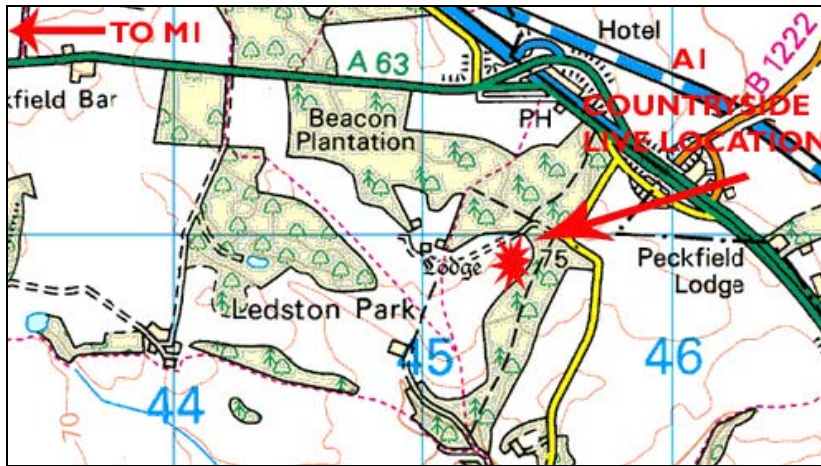 TO M1
A 63
Hotel
A1
B 1222
kfield Bar
Beacon
Plantation
PH
COUNTRYSIDE
LIVE LOCATION
Lodge
75
Peckfield
Lodge
Ledston Park
45
46
44
70